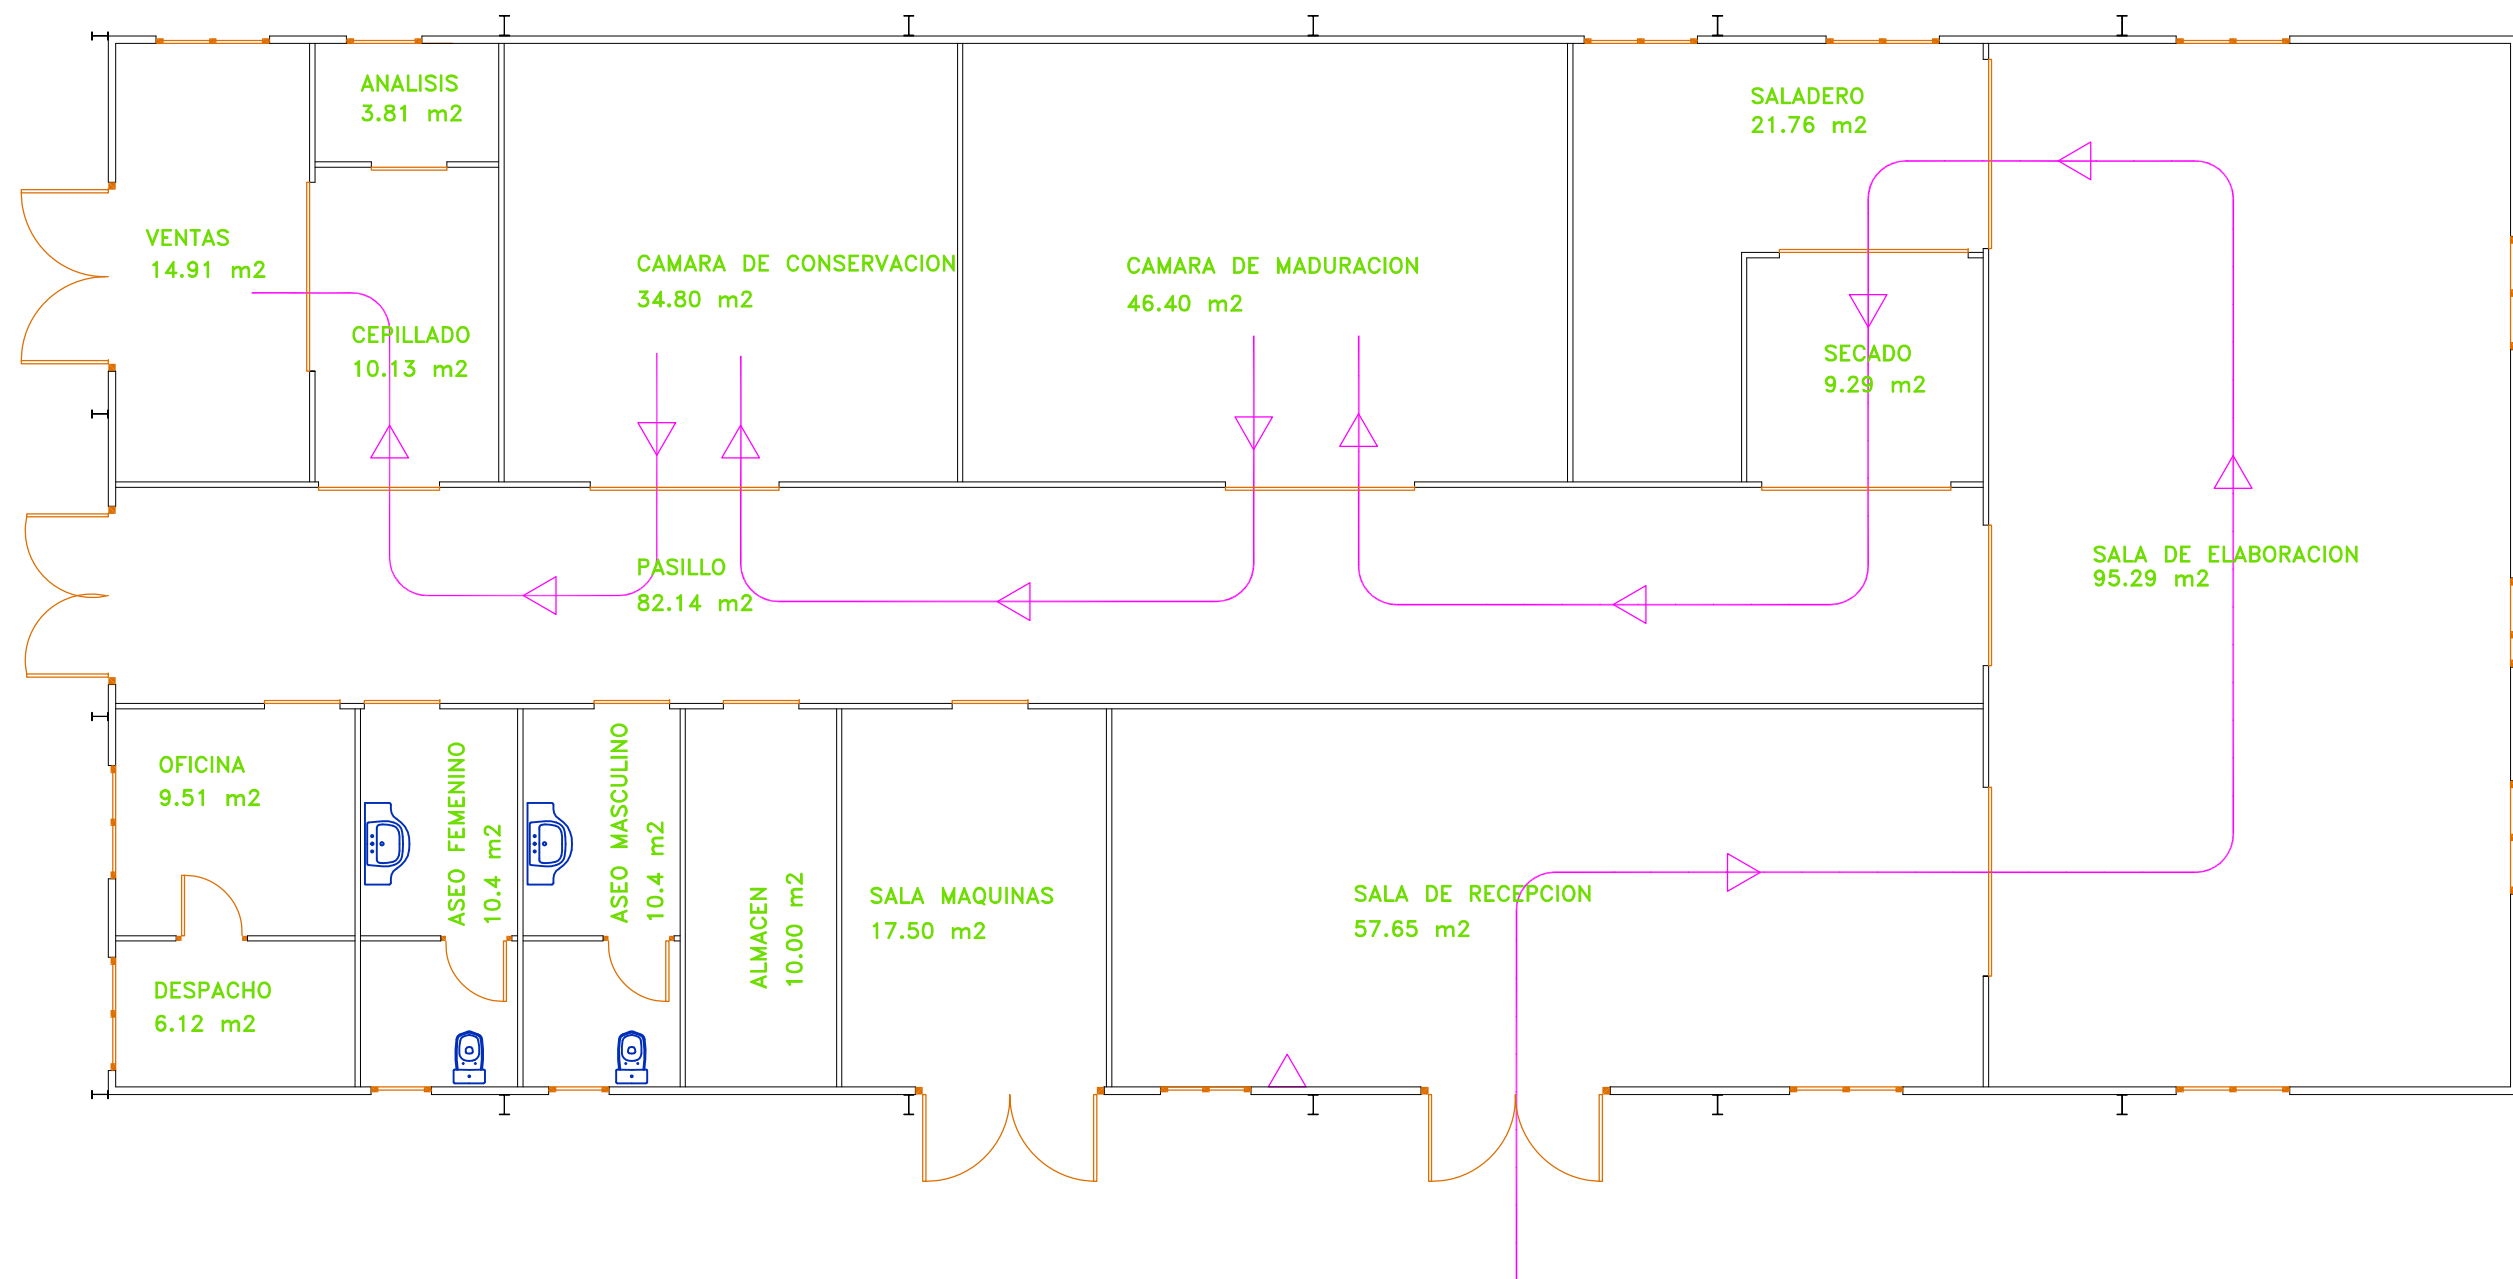 ANALISIS
3.81 m2
SALADERO
21.76 m2
VENTAS
14.91 m2
CAMARA DE CONSERVACION
34.80 m2
CAMARA DE MADURACION
46.40 m2
CEPILLADO
10.13 m2
SECADO
9.29 m2
PASILLO
82.14 m2
SALA DE ELABORACION
95.29 m2
OFICINA
9.51 m2
ASEO FEMENINO
10.4 m2
ASEO MASCULINO
10.4 m2
ALMACEN
10.00 m2
SALA MAQUINAS
17.50 m2
SALA DE RECEPCION
57.65 m2
DESPACHO
6.12 m2